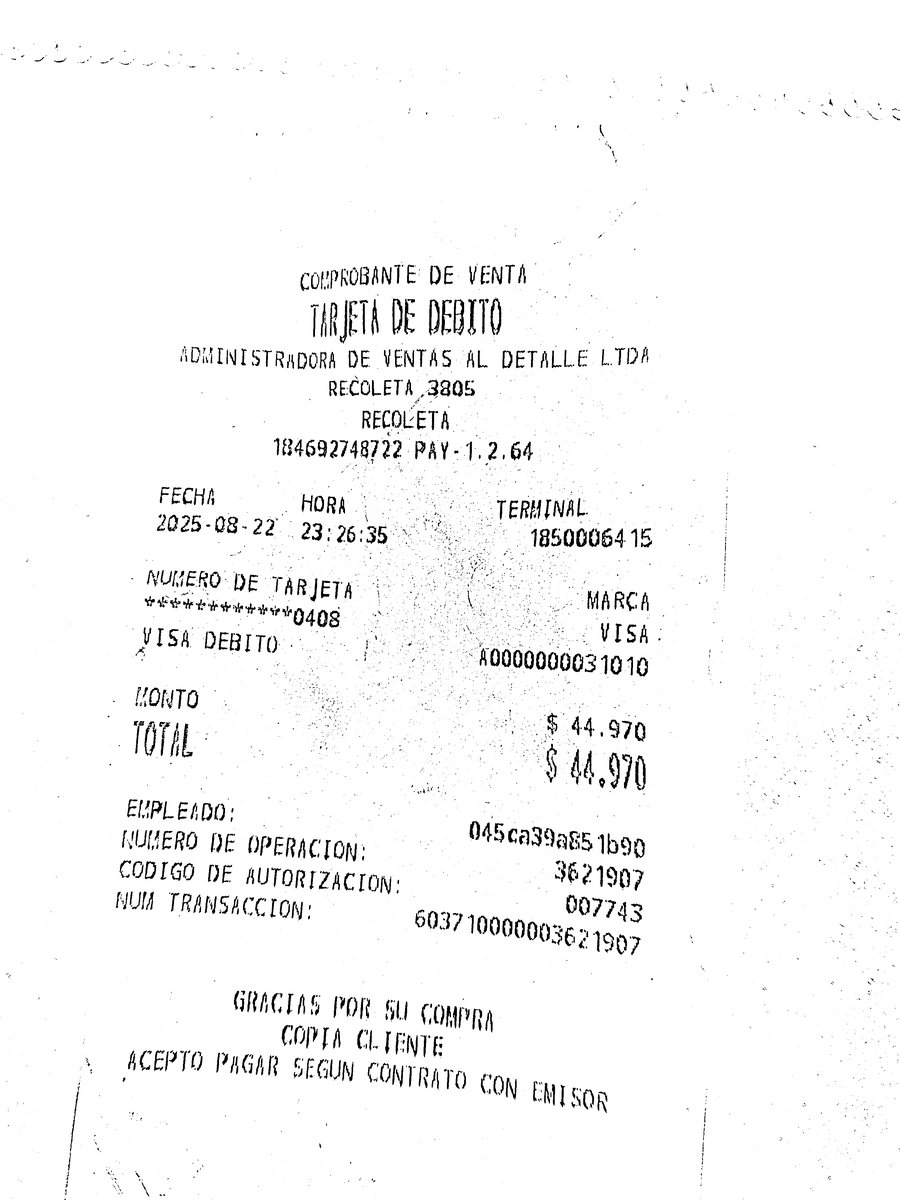 COMPROBANTE DE VENTA
TARJETA DE DEBITO
ADMINISTRADORA DE VENTAS AL DETALLE LTDA
RECOLETA 3805
RECOLETA
184692748722 PAY-1.2.64
FECHA HORA TERMINAL
2025-08-22 23:26:35 1850006415
NUMERO DE TARJETA MARCA
************0408 VISA
VISA DEBITO A0000000031010
MONTO $ 44.970
TOTAL $ 44.970
EMPLEADO: 045ca39a851b90
NUMERO DE OPERACION: 3621907
CODIGO DE AUTORIZACION: 007743
NUM TRANSACCION: 603710000003621907
GRACIAS POR SU COMPRA
COPIA CLIENTE
ACEPTO PAGAR SEGUN CONTRATO CON EMISOR